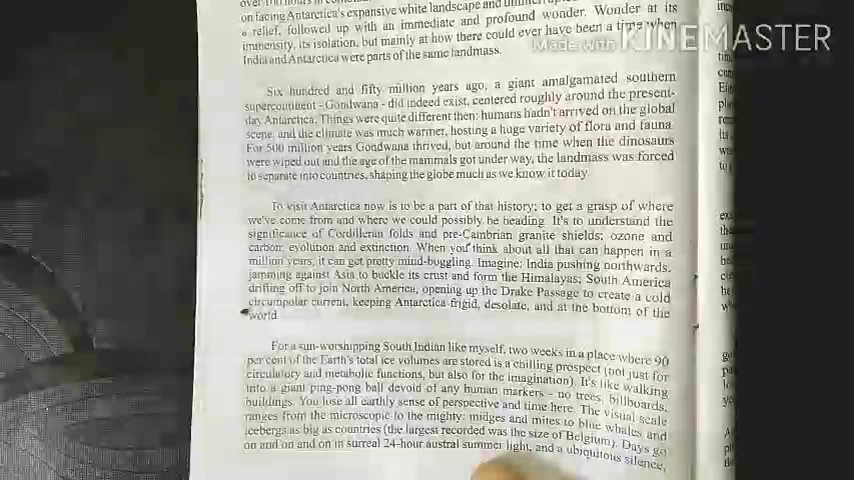 on facing Antarctica's expansive white landscape and
a relief, followed up with an immediate and profound wonder. Wonder at its
immensity, its isolation, but mainly at how there could ever have been a time when
India and Antarctica were parts of the same landmass.
Made with KINEMASTER
Six hundred and fifty million years ago, a giant amalgamated southern
supercontinent - Gondwana - did indeed exist, centered roughly around the present-
day Antarctica. Things were quite different then: humans hadn't arrived on the global
scene, and the climate was much warmer, hosting a huge variety of flora and fauna.
For 500 million years Gondwana thrived, but around the time when the dinosaurs
were wiped out and the age of the mammals got under way, the landmass was forced
to separate into countries, shaping the globe much as we know it today.
To visit Antarctica now is to be a part of that history; to get a grasp of where
we've come from and where we could possibly be heading. It's to understand the
significance of Cordilleran folds and pre-Cambrian granite shields; ozone and
carbon; evolution and extinction. When you think about all that can happen in a
million years, it can get pretty mind-boggling. Imagine: India pushing northwards,
jamming against Asia to buckle its crust and form the Himalayas; South America
drifting off to join North America, opening up the Drake Passage to create a cold
circumpolar current, keeping Antarctica frigid, desolate, and at the bottom of the
world.
For a sun-worshipping South Indian like myself, two weeks in a place where 90
per cent of the Earth's total ice volumes are stored is a chilling prospect (not just for
circulatory and metabolic functions, but also for the imagination). It's like walking
into a giant ping-pong ball devoid of any human markers - no trees, billboards,
buildings. You lose all earthly sense of perspective and time here. The visual scale
ranges from the microscopic to the mighty: midges and mites to blue whales and
icebergs as big as countries (the largest recorded was the size of Belgium). Days go
on and on and on in surreal 24-hour austral summer light, and a ubiquitous silence,